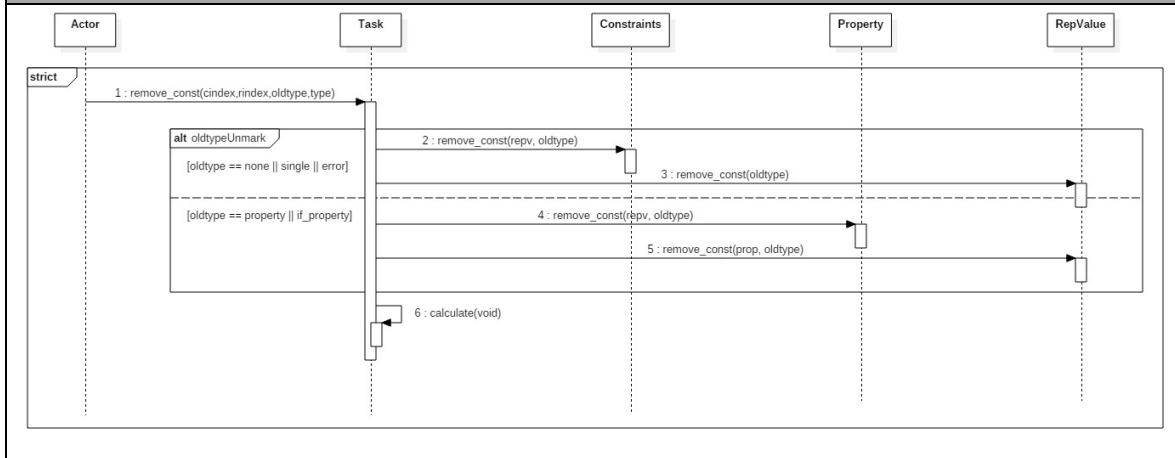 Actor
Task
Constraints
Property
RepValue
strict
1 : remove_const(cindex,rindex,oldtype,type)
alt oldtypeUnmark
2 : remove_const(repv, oldtype)
[oldtype == none || single || error]
3 : remove_const(oldtype)
[oldtype == property || if_property]
4 : remove_const(repv, oldtype)
5 : remove_const(prop, oldtype)
6 : calculate(void)